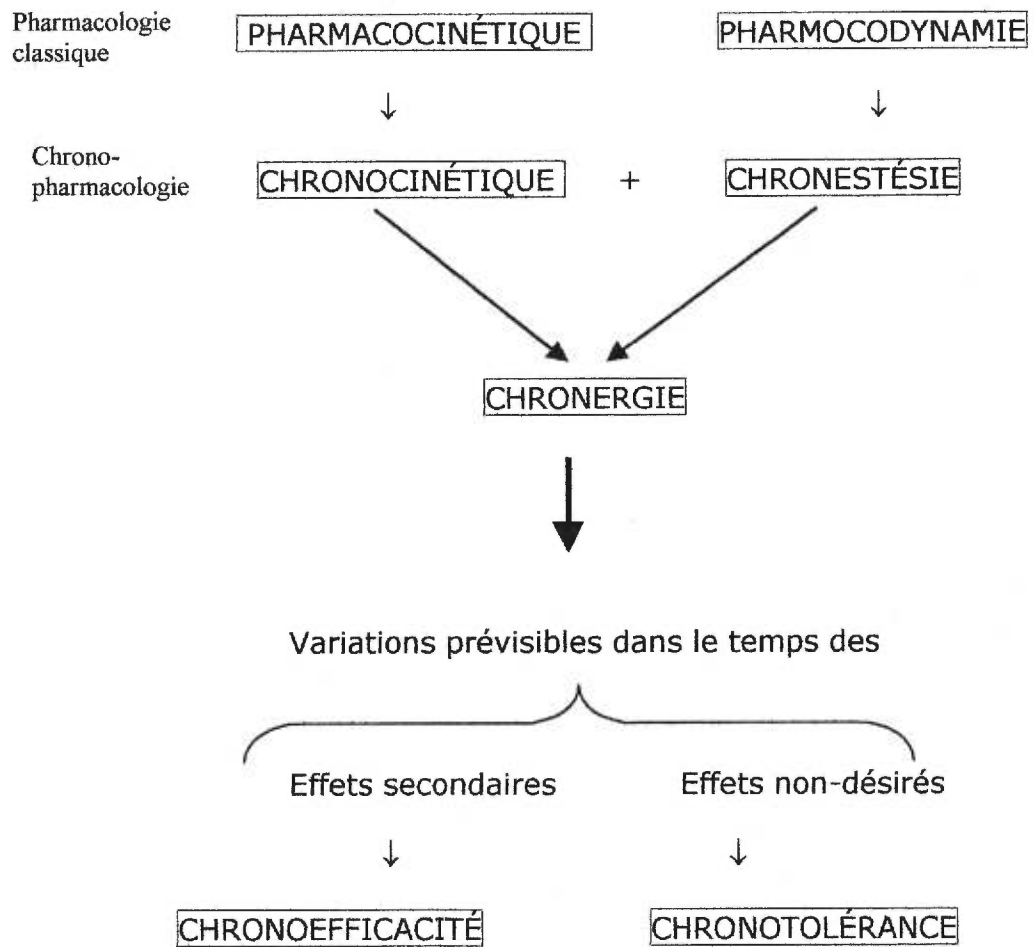 Pharmacologie
classique
PHARMACOCINÉTIQUE
PHARMOCODYNAMIE
↓ ↓
Chrono-
pharmacologie
CHRONOCINÉTIQUE + CHRONESTÉSIE
CHRONERGIE
Variations prévisibles dans le temps des
Effets secondaires Effets non-désirés
↓ ↓
CHRONOEFFICACITÉ CHRONOTOLÉRANCE